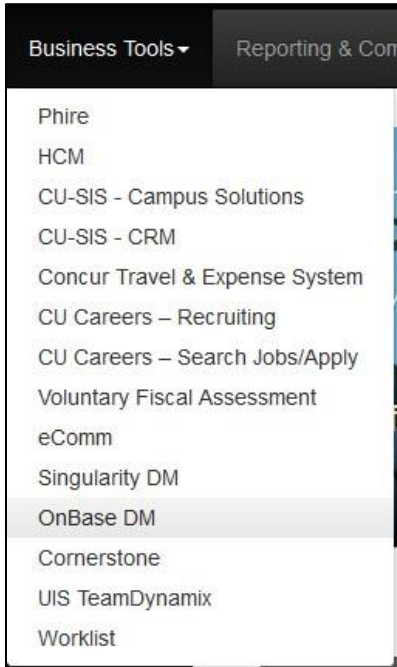 Business Tools Reporting & Com
Phire
HCM
CU-SIS - Campus Solutions
CU-SIS - CRM
Concur Travel & Expense System
CU Careers – Recruiting
CU Careers – Search Jobs/Apply
Voluntary Fiscal Assessment
eComm
Singularity DM
OnBase DM
Cornerstone
UIS TeamDynamix
Worklist